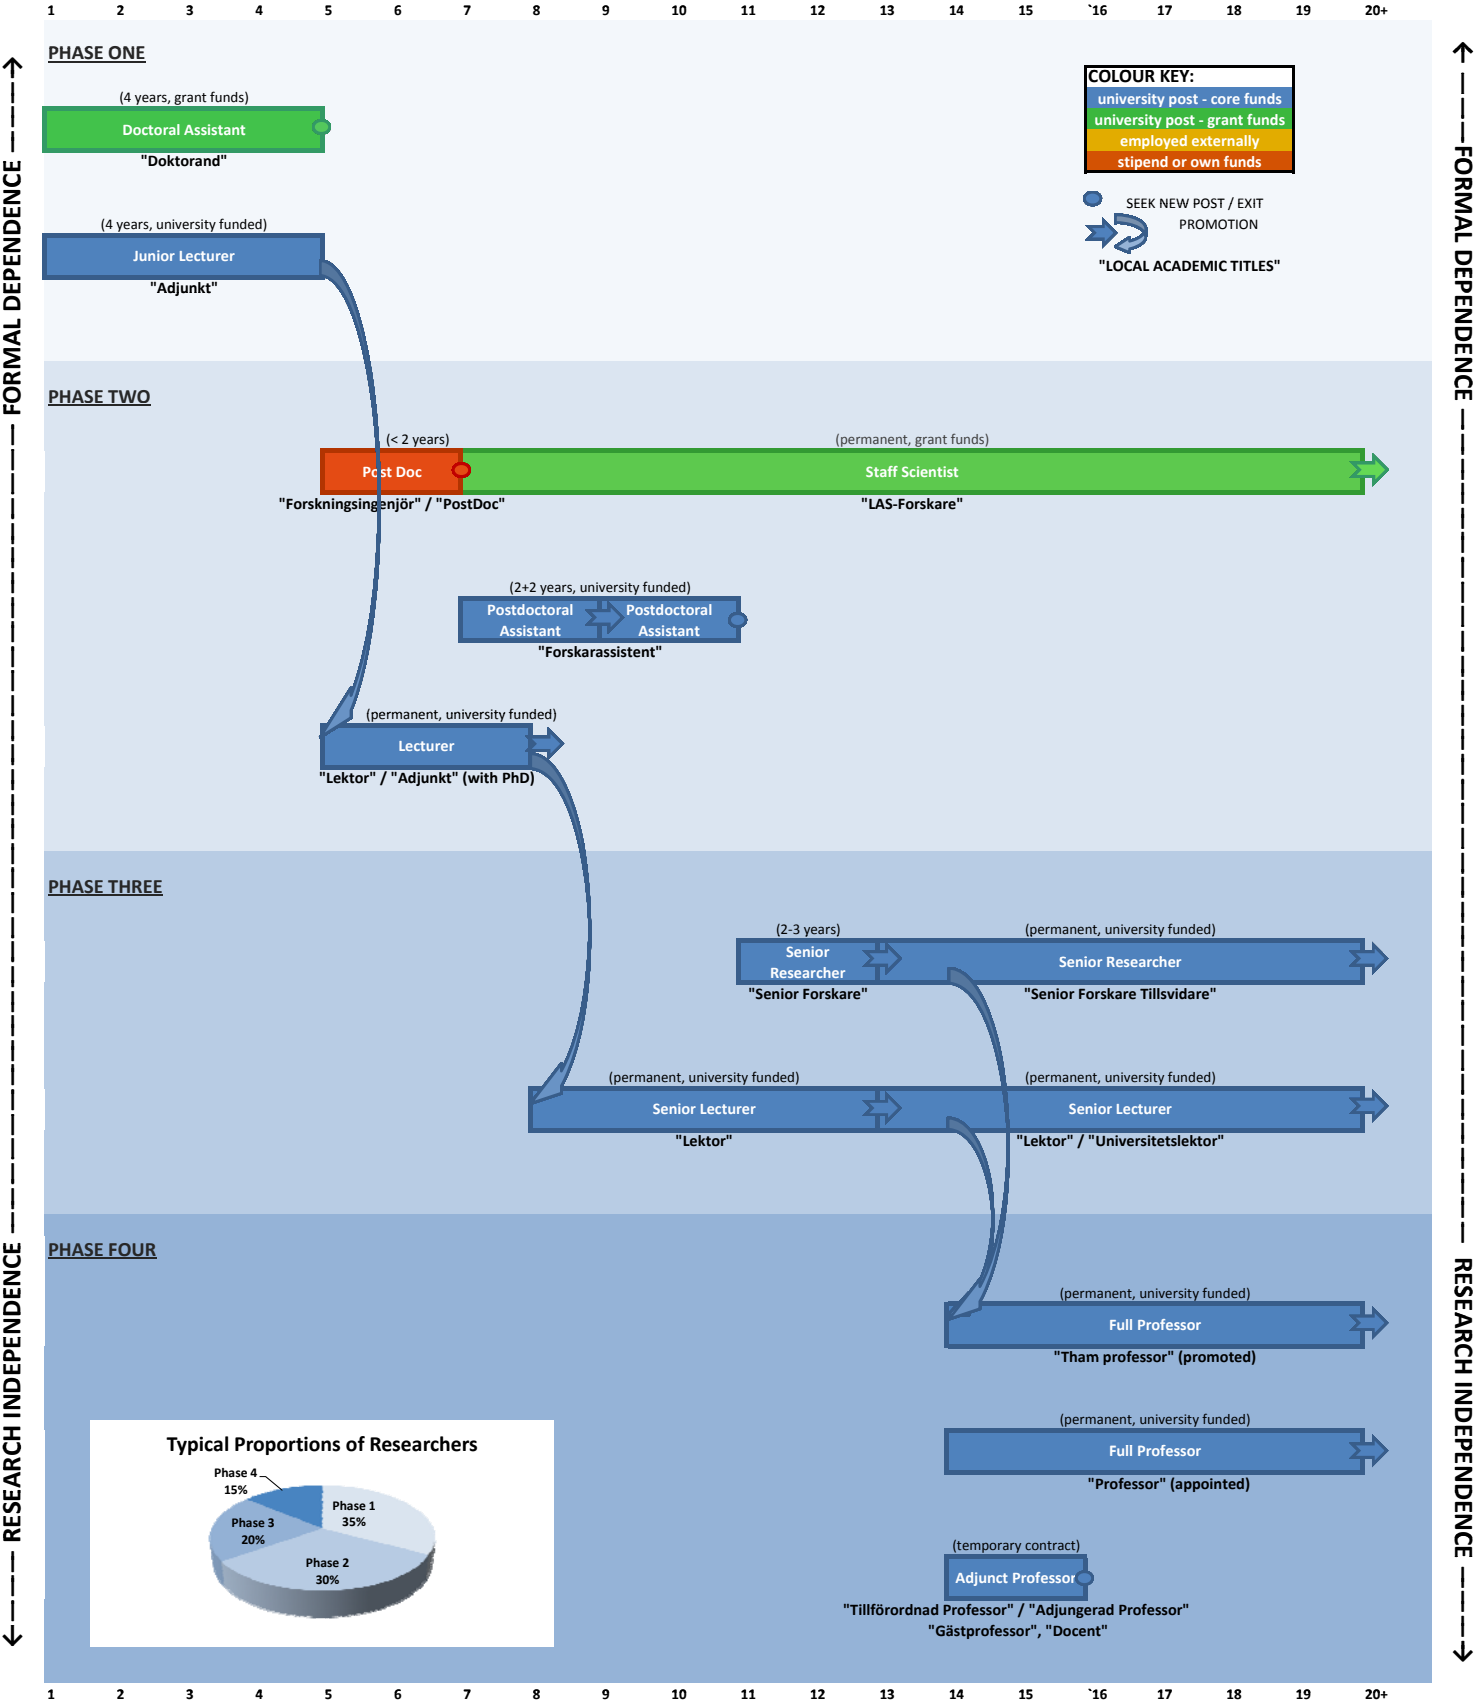 1 2 3 4 5 6 7 8 9 10 11 12 13 14 15 `16 17 18 19 20+
PHASE ONE
COLOUR KEY:
university post - core funds
university post - grant funds
employed externally
stipend or own funds
SEEK NEW POST / EXIT
PROMOTION
"LOCAL ACADEMIC TITLES"
(4 years, grant funds)
Doctoral Assistant
"Doktorand"
(4 years, university funded)
Junior Lecturer
"Adjunkt"
FORMAL DEPENDENCE
FORMAL DEPENDENCE
PHASE TWO
(< 2 years)
Post Doc
"Forskningsingenjör" / "PostDoc"
(permanent, grant funds)
Staff Scientist
"LAS-Forskare"
(2+2 years, university funded)
Postdoctoral
Assistant
Postdoctoral
Assistant
"Forskarassistent"
(permanent, university funded)
Lecturer
"Lektor" / "Adjunkt" (with PhD)
PHASE THREE
(2-3 years)
Senior
Researcher
"Senior Forskare"
(permanent, university funded)
Senior Researcher
"Senior Forskare Tillsvidare"
(permanent, university funded)
Senior Lecturer
"Lektor"
(permanent, university funded)
Senior Lecturer
"Lektor" / "Universitetslektor"
PHASE FOUR
RESEARCH INDEPENDENCE
RESEARCH INDEPENDENCE
(permanent, university funded)
Full Professor
"Tham professor" (promoted)
(permanent, university funded)
Full Professor
"Professor" (appointed)
(temporary contract)
Adjunct Professor
"Tillförordnad Professor" / "Adjungerad Professor"
"Gästprofessor", "Docent"
Typical Proportions of Researchers
Phase 4
15%
Phase 1
35%
Phase 3
20%
Phase 2
30%
1 2 3 4 5 6 7 8 9 10 11 12 13 14 15 `16 17 18 19 20+